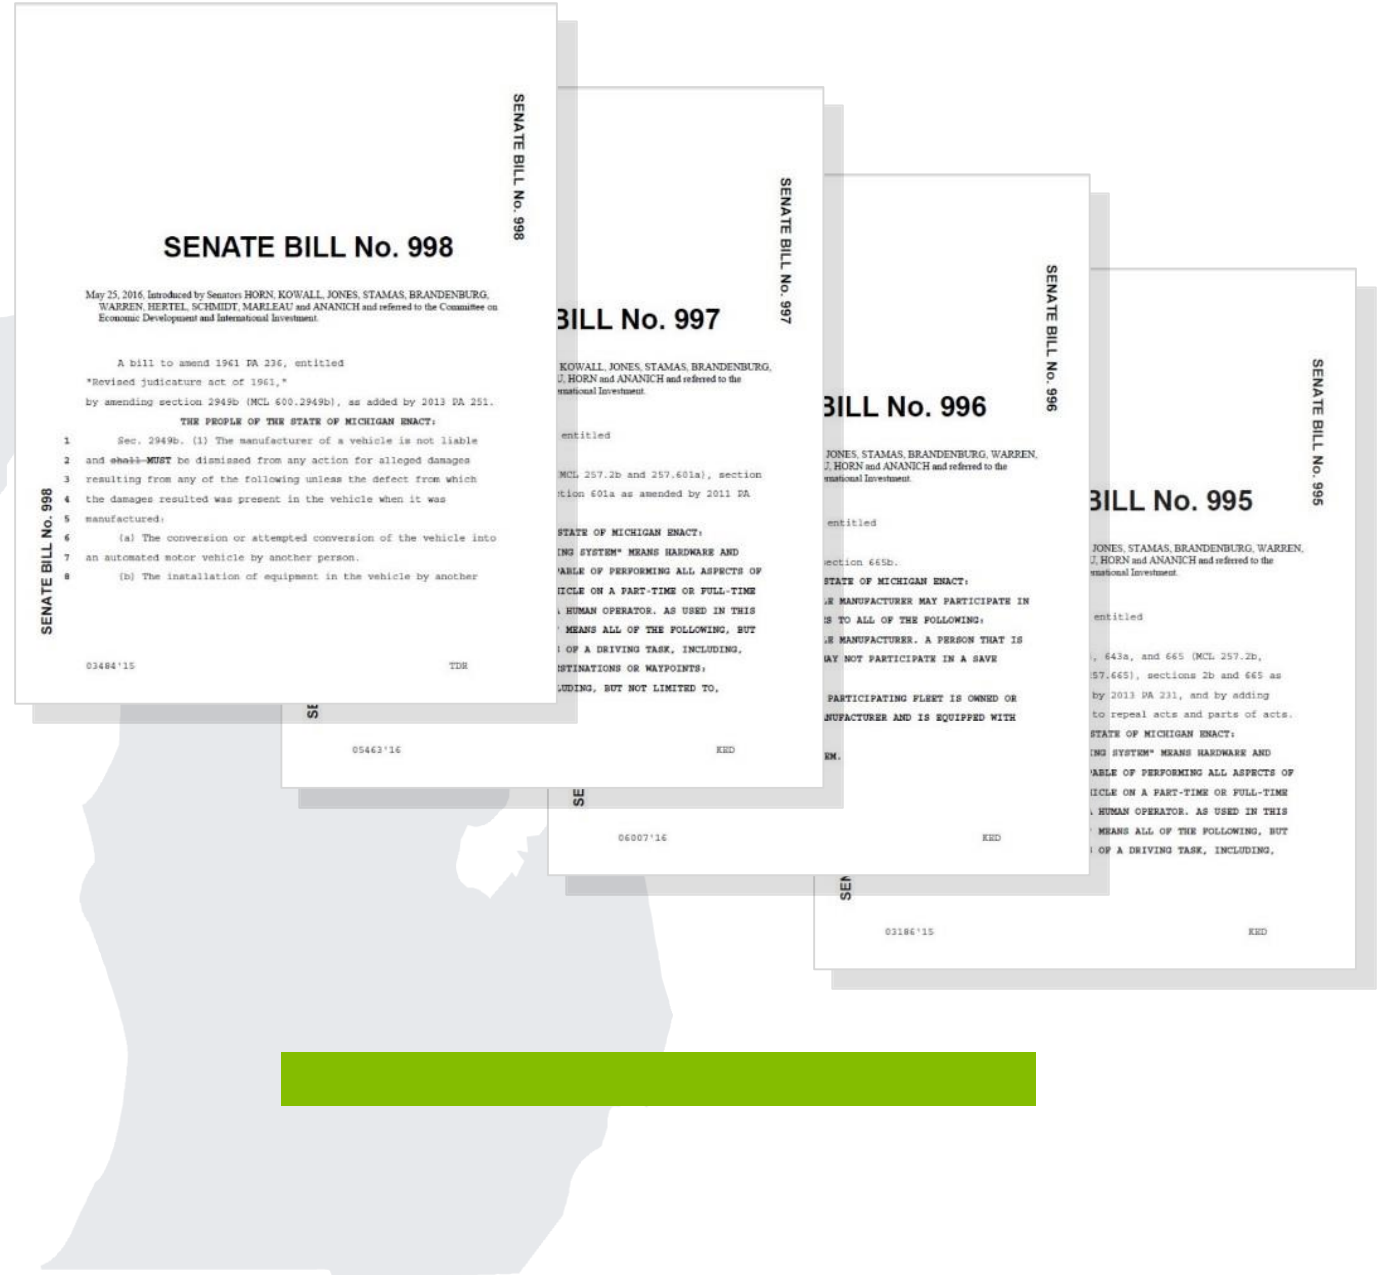 SENATE BILL No. 998
SENATE BILL No. 998
May 25, 2016, Introduced by Senators HORN, KOWALL, JONES, STAMAS, BRANDENBURG,
WARREN, HERTEL, SCHMIDT, MARLEAU and ANANICH and referred to the Committee on
Economic Development and International Investment.
A bill to amend 1961 PA 236, entitled
"Revised judicature act of 1961,"
by amending section 2949b (MCL 600.2949b), as added by 2013 PA 251.
THE PEOPLE OF THE STATE OF MICHIGAN ENACT:
1 Sec. 2949b. (1) The manufacturer of a vehicle is not liable
2 and shall MUST be dismissed from any action for alleged damages
3 resulting from any of the following unless the defect from which
4 the damages resulted was present in the vehicle when it was
5 manufactured:
6 (a) The conversion or attempted conversion of the vehicle into
7 an automated motor vehicle by another person.
8 (b) The installation of equipment in the vehicle by another
SENATE BILL No. 998
03484'15 TDR
SENATE BILL No. 997
BILL No. 997
KOWALL, JONES, STAMAS, BRANDENBURG,
HORN and ANANICH and referred to the
Investment.
entitled
MCL 257.2b and 257.601a), section
601a as amended by 2011 PA
STATE OF MICHIGAN ENACT:
SYSTEM" MEANS HARDWARE AND
OF PERFORMING ALL ASPECTS OF
ON A PART-TIME OR FULL-TIME
HUMAN OPERATOR. AS USED IN THIS
MEANS ALL OF THE FOLLOWING, BUT
OF A DRIVING TASK, INCLUDING,
OR WAYPOINTS;
BUT NOT LIMITED TO,
SE
05463'16 KED
SENATE BILL No. 996
BILL No. 996
JONES, STAMAS, BRANDENBURG, WARREN,
HORN and ANANICH and referred to the
Investment.
entitled
section 665b.
STATE OF MICHIGAN ENACT:
MANUFACTURER MAY PARTICIPATE IN
TO ALL OF THE FOLLOWING:
MANUFACTURER. A PERSON THAT IS
MAY NOT PARTICIPATE IN A SAVE
PARTICIPATING FLEET IS OWNED OR
AND IS EQUIPPED WITH
EM.
SE
06007'16 KED
SENATE BILL No. 995
BILL No. 995
JONES, STAMAS, BRANDENBURG, WARREN,
HORN and ANANICH and referred to the
Investment.
entitled
643a, and 665 (MCL 257.2b,
257.665), sections 2b and 665 as
by 2013 PA 231, and by adding
to repeal acts and parts of acts.
STATE OF MICHIGAN ENACT:
SYSTEM" MEANS HARDWARE AND
OF PERFORMING ALL ASPECTS OF
ON A PART-TIME OR FULL-TIME
HUMAN OPERATOR. AS USED IN THIS
MEANS ALL OF THE FOLLOWING, BUT
OF A DRIVING TASK, INCLUDING,
SEN
03186'15 KED